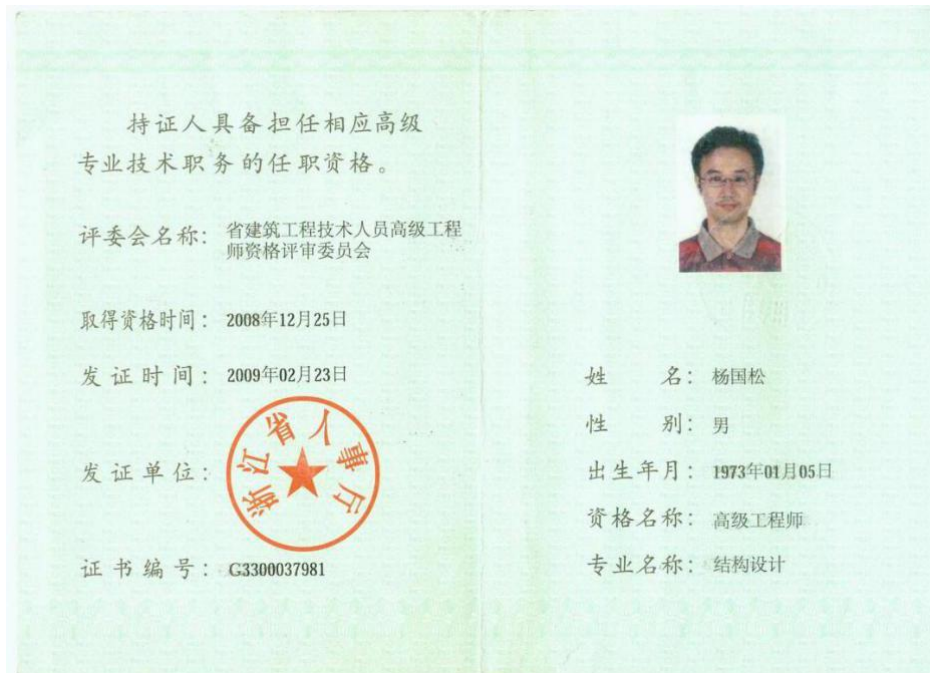 持证人具备担任相应高级
专业技术职务的任职资格。
评委会名称：省建筑工程技术人员高级工程
师资格评审委员会
取得资格时间：2008年12月25日
发证时间：2009年02月23日
发证单位：
浙江省人事厅
证书编号：G3300037981
姓名：杨国松
性别：男
出生年月：1973年01月05日
资格名称：高级工程师
专业名称：结构设计